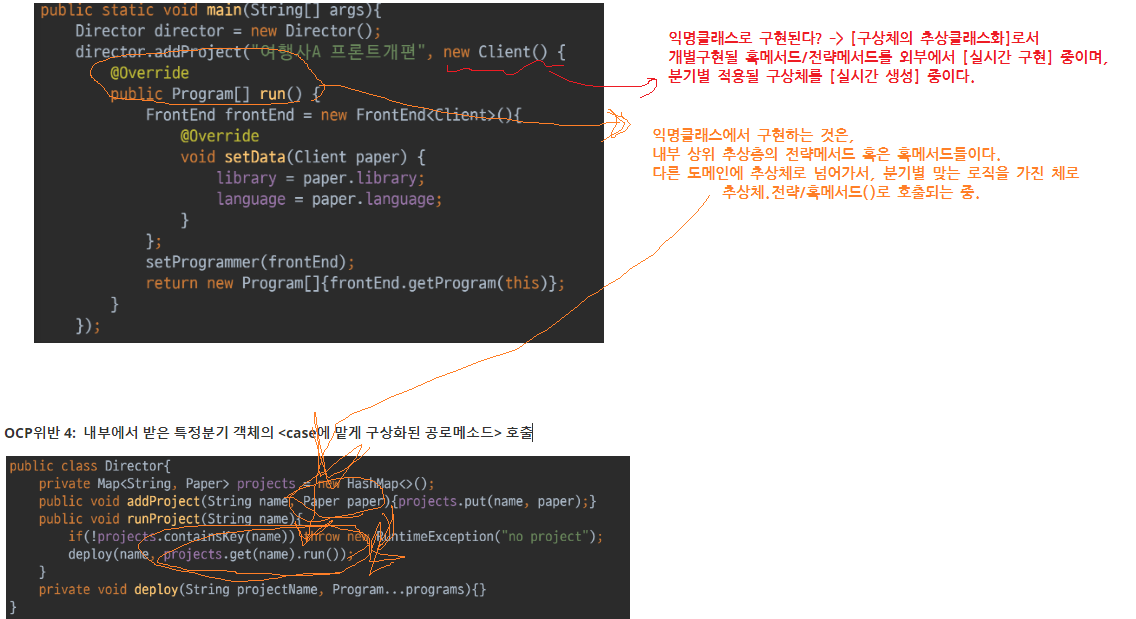 public static void main(String[] args){
Director director = new Director();
director.addProject("여행사A 프론트개편", new Client() {
@Override
public Program[] run() {
FrontEnd frontEnd = new FrontEnd<Client>(){
@Override
void setData(Client paper) {
library = paper.library;
language = paper.language;
}
};
setProgrammer(frontEnd);
return new Program[]{frontEnd.getProgram(this)};
}
});
익명클래스로 구현된다? -> [구상체의 추상클래스화]로서
개별구현될 훅메서드/전략메서드를 외부에서 [실시간 구현] 중이며,
분기별 적용될 구상체를 [실시간 생성] 중이다.
익명클래스에서 구현하는 것은,
내부 상위 추상층의 전략메서드 혹은 훅메서드들이다.
다른 도메인에 추상체로 넘어가서, 분기별 맞는 로직을 가진 체로
추상체.전략/훅메서드()로 호출되는 중.
OCP위반 4: 내부에서 받은 특정분기 객체의 <case에 맡게 구상화된 공로메소드> 호출
public class Director{
private Map<String, Paper> projects = new HashMap<>();
public void addProject(String name, Paper paper){projects.put(name, paper);}
public void runProject(String name){
if(!projects.containsKey(name)) throw new RuntimeException("no project");
deploy(name, projects.get(name).run());
}
private void deploy(String projectName, Program...programs){}
}